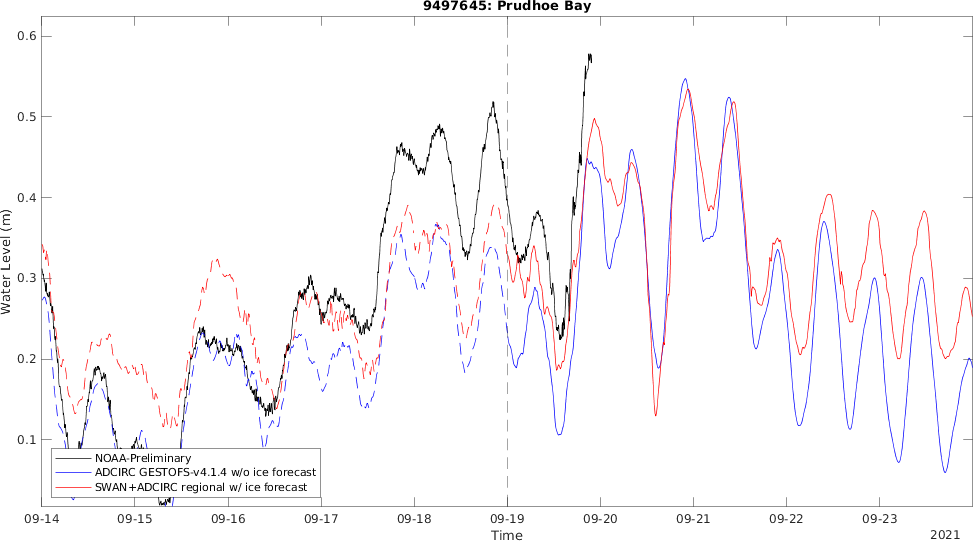 9497645: Prudhoe Bay
0.6
0.5
0.4
0.3
0.2
0.1
Water Level (m)
NOAA-Preliminary
ADCIRC GESTOFS-v4.1.4 w/o ice forecast
SWAN+ADCIRC regional w/ ice forecast
09-14 09-15 09-16 09-17 09-18 09-19 09-20 09-21 09-22 09-23
Time
2021